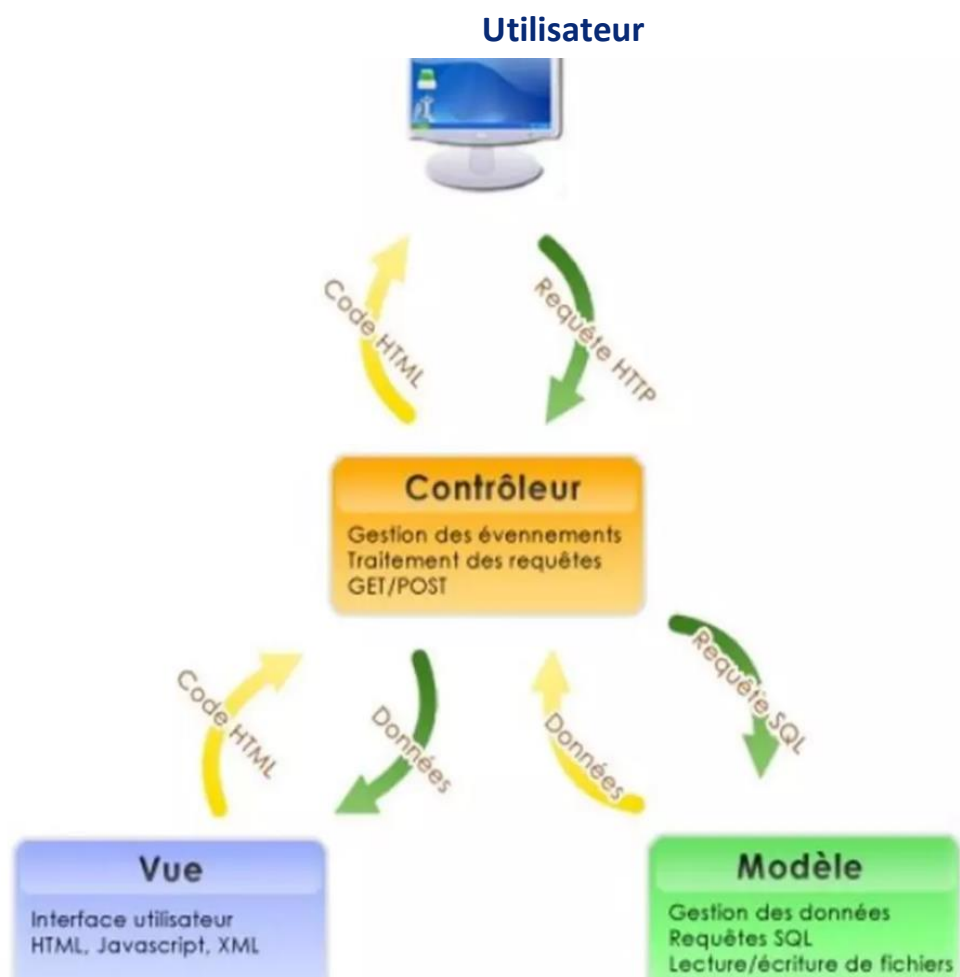 Utilisateur
Code HTML
Requête HTTP
Contrôleur
Gestion des évennements
Traitement des requêtes
GET/POST
Code HTML
Données
Données
Requête SQL
Vue
Interface utilisateur
HTML, Javascript, XML
Modèle
Gestion des données
Requêtes SQL
Lecture/écriture de fichiers